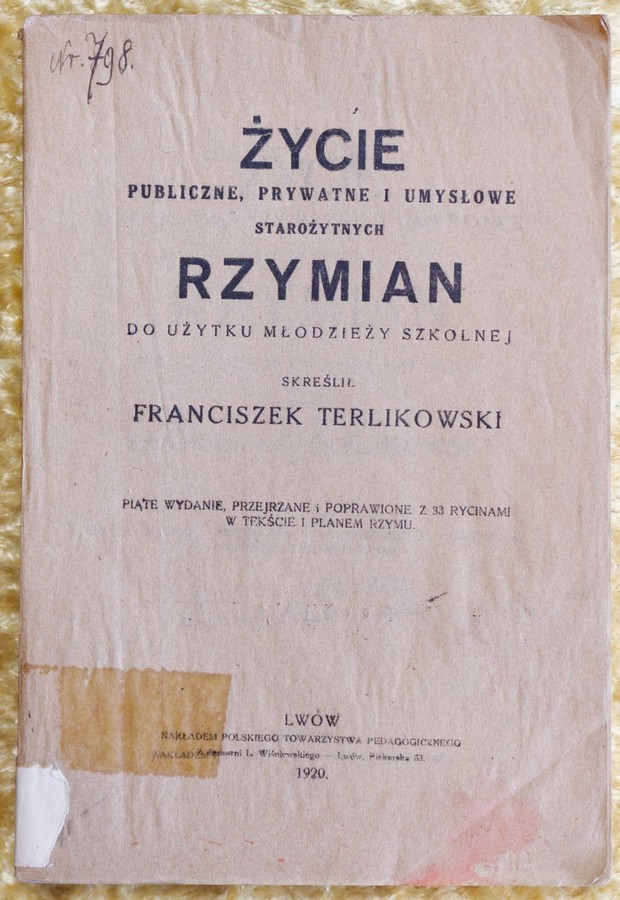 Nr. 798.
ŻYCIE
PUBLICZNE, PRYWATNE I UMYSŁOWE
STAROŻYTNYCH
RZYMIAN
DO UŻYTKU MŁODZIEŻY SZKOLNEJ
SKREŚLIŁ
FRANCISZEK TERLIKOWSKI
PIĄTE WYDANIE, PRZEJRZANE i POPRAWIONE Z 33 RYCINAMI
W TEKŚCIE I PLANEM RZYMU.
LWÓW
NAKŁADEM POLSKIEGO TOWARZYSTWA PEDAGOGICZNEGO
L. Wiśniewskiego — Lwów, Piekarska
1920.